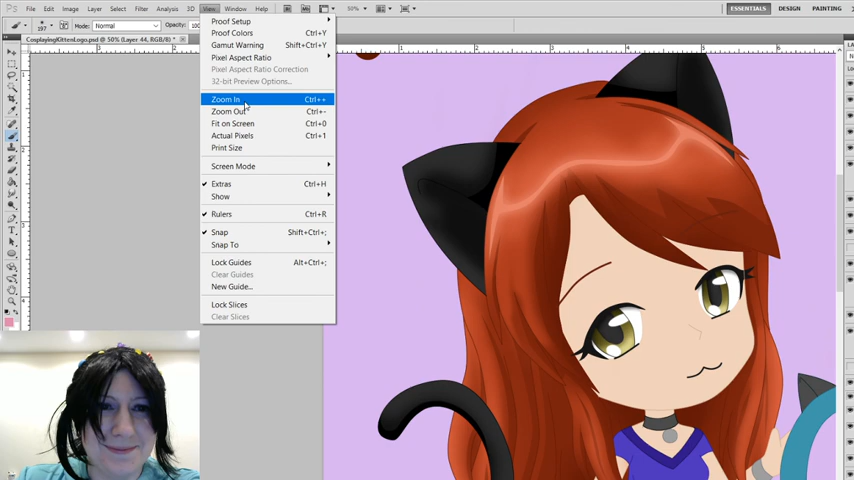 Ps 50%
ESSENTIALS DESIGN PAINTING
File Edit Image Layer Select Filter Analysis 3D View Window Help
197 Mode: Normal Opacity:
CosplayingKittenLogo.psd @ 50% (Layer 44, RGB/8) *
Proof Setup
Proof Colors Ctrl+Y
Gamut Warning Shift+Ctrl+Y
Pixel Aspect Ratio
Pixel Aspect Ratio Correction
32-bit Preview Options...
Zoom In Ctrl++
Zoom Out Ctrl+-
Fit on Screen Ctrl+0
Actual Pixels Ctrl+1
Print Size
Screen Mode
Extras Ctrl+H
Show
Rulers Ctrl+R
Snap Shift+Ctrl+;
Snap To
Lock Guides Alt+Ctrl+;
Clear Guides
New Guide...
Lock Slices
Clear Slices